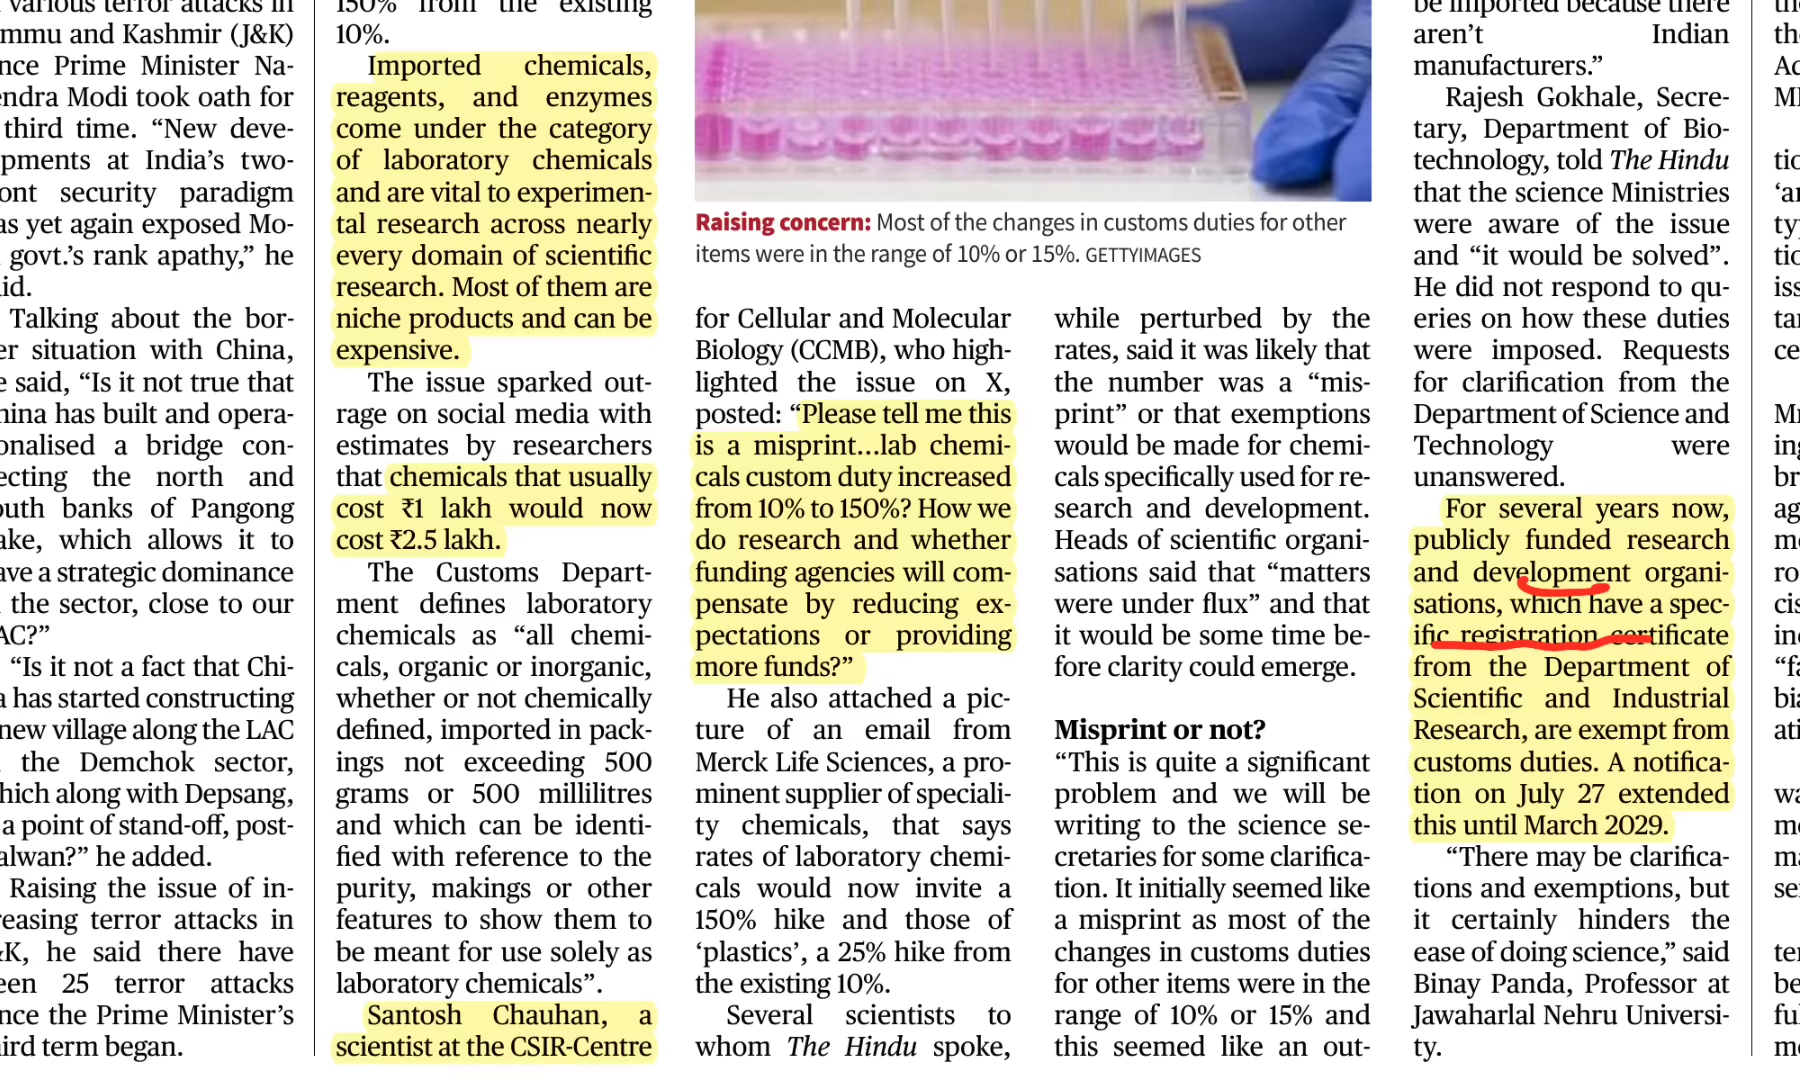 various terror attacks in
mmu and Kashmir (J&K)
nce Prime Minister Na-
endra Modi took oath for
third time. “New deve-
pments at India’s two-
ont security paradigm
as yet again exposed Mo-
govt.’s rank apathy,” he
id.
Talking about the bor-
er situation with China,
e said, “Is it not true that
hina has built and opera-
onalised a bridge con-
ecting the north and
outh banks of Pangong
ake, which allows it to
ave a strategic dominance
the sector, close to our
AC?”
“Is it not a fact that Chi-
a has started constructing
new village along the LAC
the Demchok sector,
hich along with Depsang,
a point of stand-off, post-
alwan?” he added.
Raising the issue of in-
reasing terror attacks in
&K, he said there have
een 25 terror attacks
nce the Prime Minister’s
ird term began.
150% from the existing
10%.
Imported chemicals,
reagents, and enzymes
come under the category
of laboratory chemicals
and are vital to experimen-
tal research across nearly
every domain of scientific
research. Most of them are
niche products and can be
expensive.
The issue sparked out-
rage on social media with
estimates by researchers
that chemicals that usually
cost ₹1 lakh would now
cost ₹2.5 lakh.
The Customs Depart-
ment defines laboratory
chemicals as “all chemi-
cals, organic or inorganic,
whether or not chemically
defined, imported in pack-
ings not exceeding 500
grams or 500 millilitres
and which can be identi-
fied with reference to the
purity, makings or other
features to show them to
be meant for use solely as
laboratory chemicals”.
Santosh Chauhan, a
scientist at the CSIR-Centre
Raising concern: Most of the changes in customs duties for other
items were in the range of 10% or 15%. GETTYIMAGES
for Cellular and Molecular
Biology (CCMB), who high-
lighted the issue on X,
posted: “Please tell me this
is a misprint...lab chemi-
cals custom duty increased
from 10% to 150%? How we
do research and whether
funding agencies will com-
pensate by reducing ex-
pectations or providing
more funds?”
He also attached a pic-
ture of an email from
Merck Life Sciences, a pro-
minent supplier of speciali-
ty chemicals, that says
rates of laboratory chemi-
cals would now invite a
150% hike and those of
‘plastics’, a 25% hike from
the existing 10%.
Several scientists to
whom The Hindu spoke,
while perturbed by the
rates, said it was likely that
the number was a “mis-
print” or that exemptions
would be made for chemi-
cals specifically used for re-
search and development.
Heads of scientific organi-
sations said that “matters
were under flux” and that
it would be some time be-
fore clarity could emerge.
Misprint or not?
“This is quite a significant
problem and we will be
writing to the science se-
cretaries for some clarifica-
tion. It initially seemed like
a misprint as most of the
changes in customs duties
for other items were in the
range of 10% or 15% and
this seemed like an out-
be imported because there
aren’t Indian
manufacturers.”
Rajesh Gokhale, Secre-
tary, Department of Bio-
technology, told The Hindu
that the science Ministries
were aware of the issue
and “it would be solved”.
He did not respond to qu-
eries on how these duties
were imposed. Requests
for clarification from the
Department of Science and
Technology were
unanswered.
For several years now,
publicly funded research
and development organi-
sations, which have a spec-
ific registration certificate
from the Department of
Scientific and Industrial
Research, are exempt from
customs duties. A notifica-
tion on July 27 extended
this until March 2029.
“There may be clarifica-
tions and exemptions, but
it certainly hinders the
ease of doing science,” said
Binay Panda, Professor at
Jawaharlal Nehru Universi-
ty.